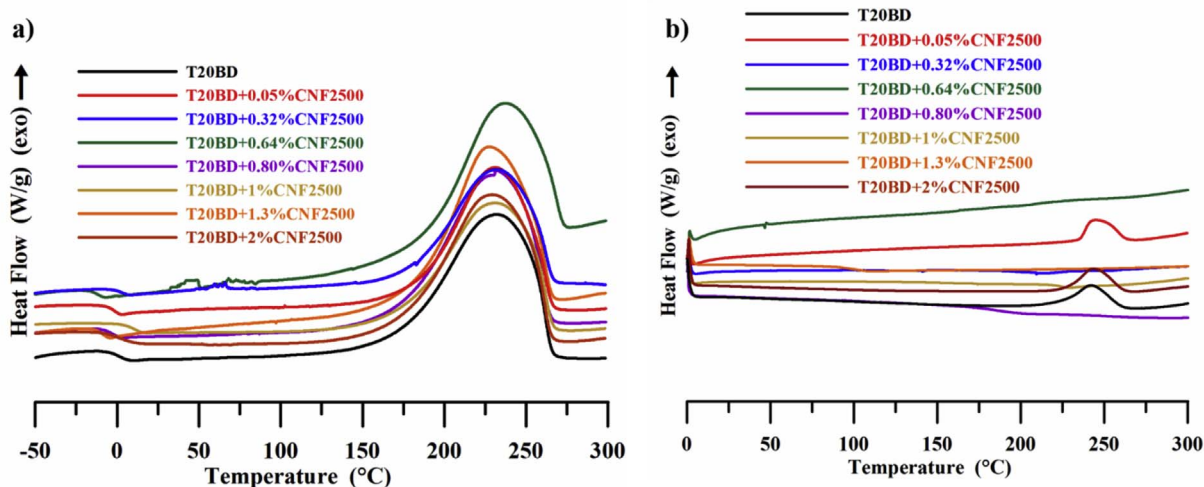 a)
Heat Flow (W/g) (exo)
T20BD
T20BD+0.05%CNF2500
T20BD+0.32%CNF2500
T20BD+0.64%CNF2500
T20BD+0.80%CNF2500
T20BD+1%CNF2500
T20BD+1.3%CNF2500
T20BD+2%CNF2500
-50 0 50 100 150 200 250 300
Temperature (°C)
b)
Heat Flow (W/g) (exo)
T20BD
T20BD+0.05%CNF2500
T20BD+0.32%CNF2500
T20BD+0.64%CNF2500
T20BD+0.80%CNF2500
T20BD+1%CNF2500
T20BD+1.3%CNF2500
T20BD+2%CNF2500
0 50 100 150 200 250 300
Temperature (°C)